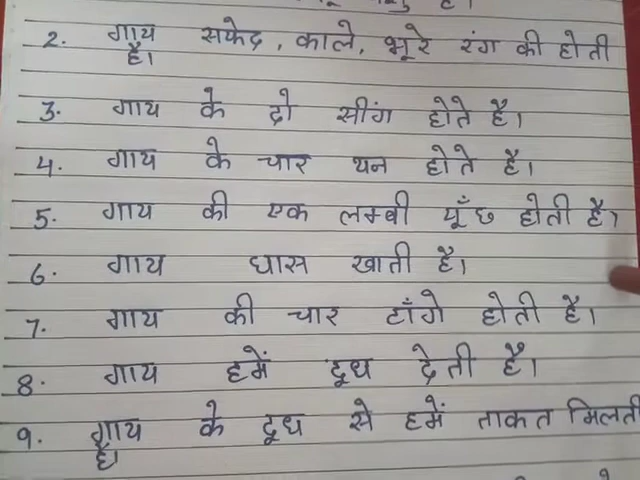 2. गाय सफेद, काले, भूरे रंग की होती
है।
3. गाय के दो सींग होते है।
4. गाय के चार थन होते है।
5. गाय की एक लम्बी पूँछ होती है।
6. गाय घास खाती है।
7. गाय की चार टाँगे होती है।
8. गाय हमें दूध देती है।
9. गाय के दूध से हमें ताकत मिलती
है।